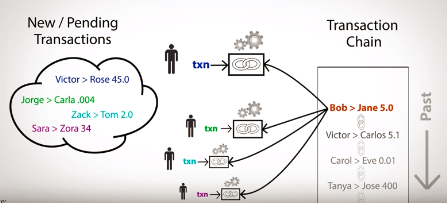 New / Pending
Transactions
Victor > Rose 45.0
Jorge > Carla .004
Zack > Tom 2.0
Sara > Zora 34
txn
txn
txn
txn
Transaction
Chain
Bob > Jane 5.0
Victor > Carlos 5.1
Carol > Eve 0.01
Tanya > Jose 400
Past